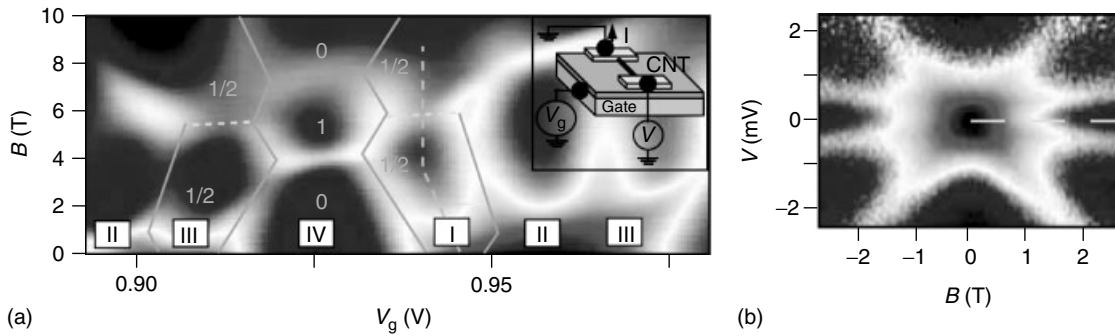 10
8
6
4
2
0
B (T)
0
1/2
1/2
1
1/2
1/2
0
II
III
IV
I
II
III
0.90
0.95
Vg (V)
(a)
I
CNT
Gate
Vg
V
2
0
−2
V (mV)
−2
−1
0
1
2
B (T)
(b)